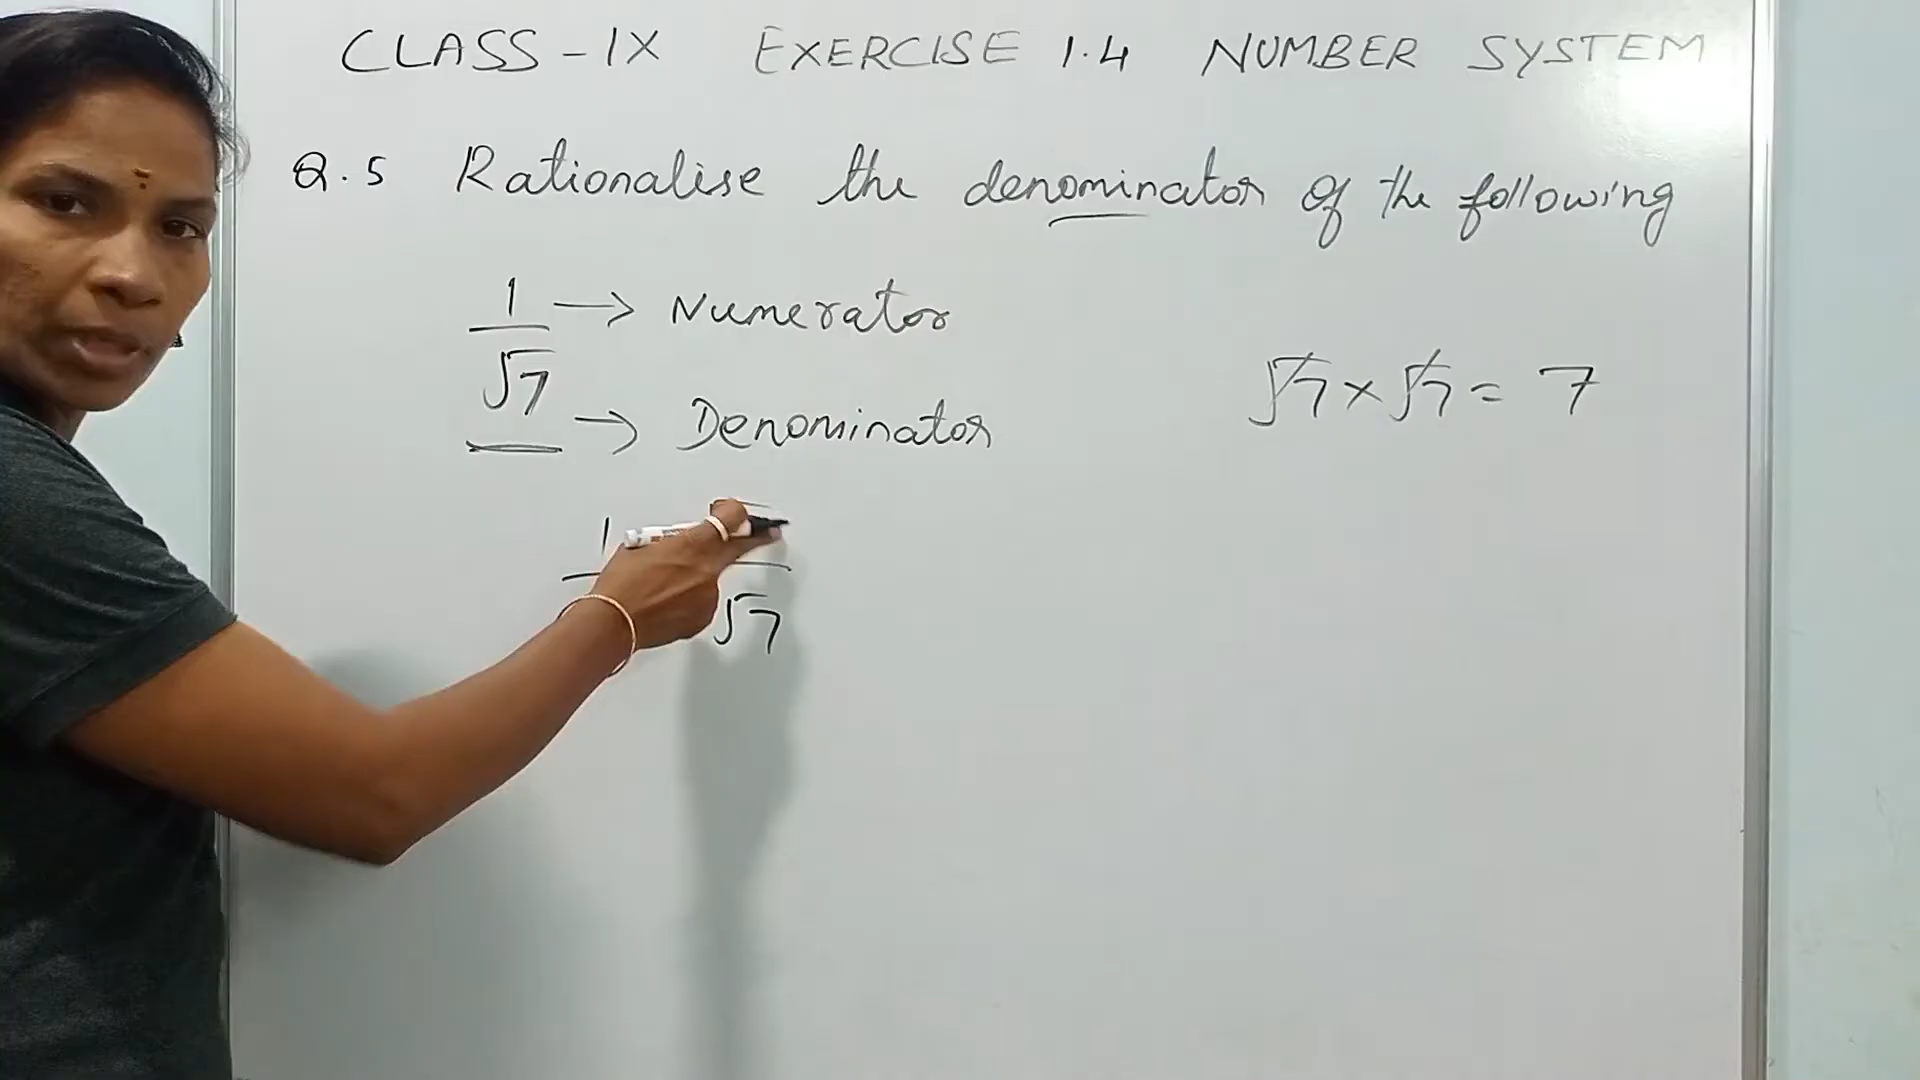 CLASS - IX EXERCISE 1.4 NUMBER SYSTEM
Q.5 Rationalise the denominator of the following
1 → Numerator
√7 → Denominator
√7 × √7 = 7
1
√7